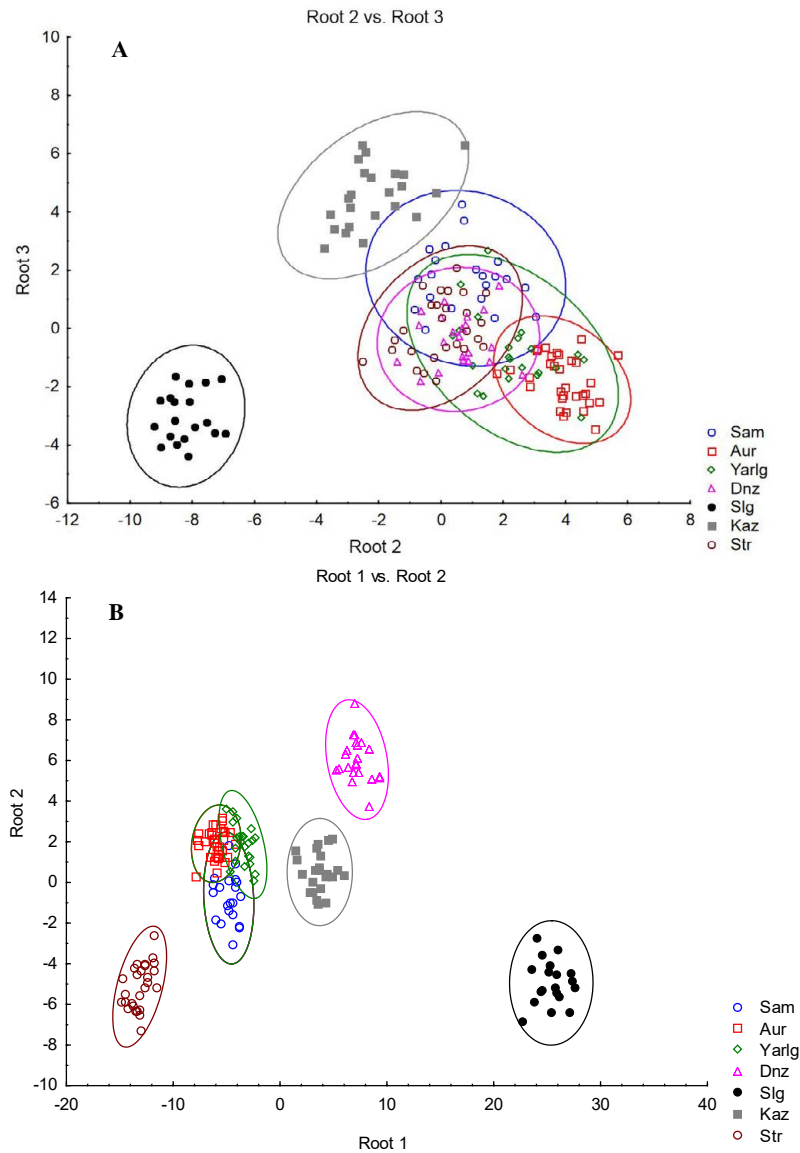 Root 2 vs. Root 3
A
10
8
6
4
2
0
-2
-4
-6
Root 3
-12 -10 -8 -6 -4 -2 0 2 4 6 8
Root 2
Sam
Aur
Yarlg
Dnz
Slg
Kaz
Str
Root 1 vs. Root 2
B
14
12
10
8
6
4
2
0
-2
-4
-6
-8
-10
Root 2
-20 -10 0 10 20 30 40
Root 1
Sam
Aur
Yarlg
Dnz
Slg
Kaz
Str